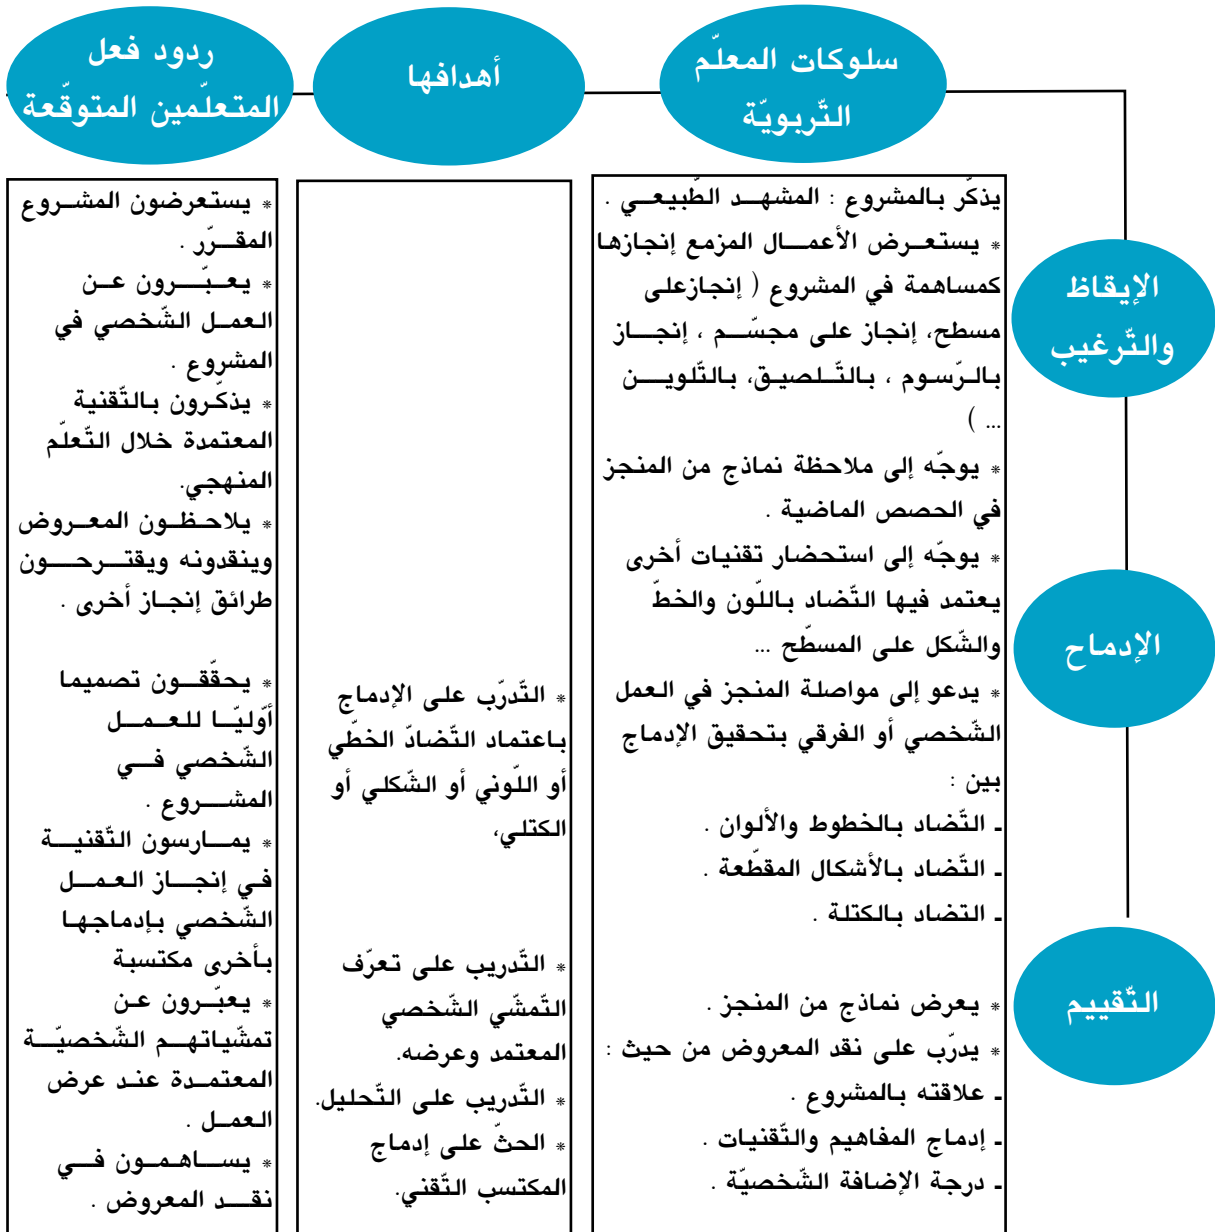 سلوكات المعلّم
التّربويّة
أهدافها
ردود فعل
المتعلّمين المتوقّعة
الإيقاظ
والتّرغيب
الإدماح
التّقييم
يذكّر بالمشروع : المشهد الطّبيعي .
* يستعرض الأعمال المزمع إنجازها
كمساهمة في المشروع ( إنجازعلى
مسطح، إنجاز على مجسّم ، إنجاز
بالرّسوم ، بالتّلصيق، بالتّلوين
... )
* يوجّه إلى ملاحظة نماذج من المنجز
في الحصص الماضية .
* يوجّه إلى استحضار تقنيات أخرى
يعتمد فيها التّضاد باللّون والخطّ
والشّكل على المسطّح ...
* يدعو إلى مواصلة المنجز في العمل
الشّخصي أو الفرقي بتحقيق الإدماج
بين :
ـ التّضاد بالخطوط والألوان .
ـ التّضاد بالأشكال المقطّعة .
ـ التضاد بالكتلة .
* يعرض نماذج من المنجز .
* يدرّب على نقد المعروض من حيث :
ـ علاقته بالمشروع .
ـ إدماج المفاهيم والتّقنيات .
ـ درجة الإضافة الشّخصيّة .
* التّدرّب على الإدماج
باعتماد التّضادّ الخطّي
أو اللّوني أو الشّكلي أو
الكتلي،
* التّدريب على تعرّف
التّمشّي الشّخصي
المعتمد وعرضه.
* التّدريب على التّحليل.
* الحثّ على إدماج
المكتسب التّقني.
* يستعرضون المشروع
المقرّر .
* يعبّرون عن
العمل الشّخصي في
المشروع .
* يذكّرون بالتّقنية
المعتمدة خلال التّعلّم
المنهجي.
* يلاحظون المعروض
وينقدونه ويقترحون
طرائق إنجاز أخرى .
* يحقّقون تصميما
أوّليّا للعمل
الشّخصي في
المشروع .
* يمارسون التّقنية
في إنجاز العمل
الشّخصي بإدماجها
بأخرى مكتسبة
* يعبّرون عن
تمشّياتهم الشّخصيّة
المعتمدة عند عرض
العمل .
* يساهمون في
نقد المعروض .